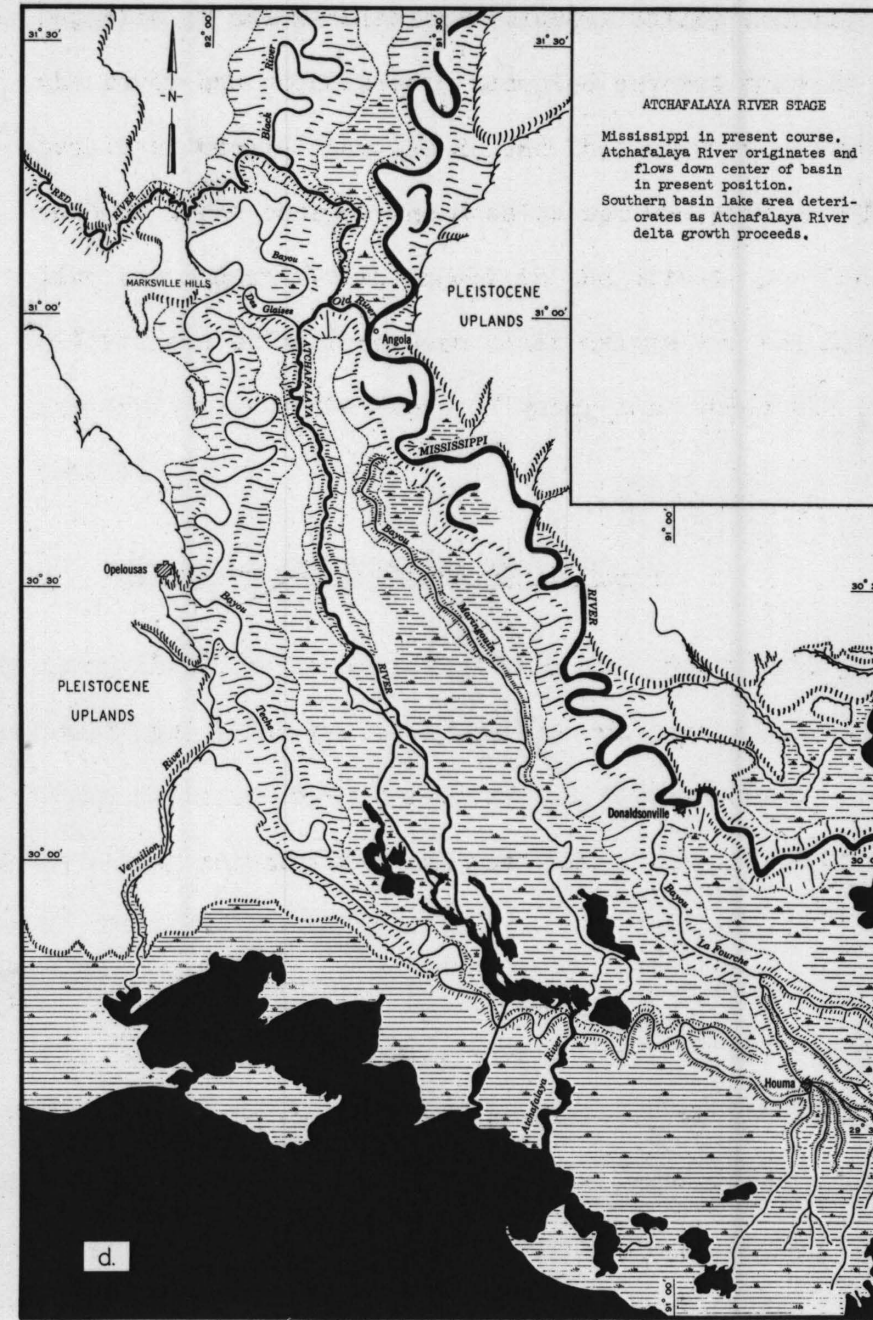 92° 00'
91° 30'
31° 30'
31° 30'
-N-
River
Black
RED RIVER
ATCHAFALAYA RIVER STAGE
Mississippi in present course.
Atchafalaya River originates and
flows down center of basin
in present position.
Southern basin lake area deteri-
orates as Atchafalaya River
delta growth proceeds.
MARKSVILLE HILLS
Bayou
Des Glaises
Old River
31° 00'
31° 00'
PLEISTOCENE
UPLANDS
Angola
ATCHAFALAYA
MISSISSIPPI
91° 00'
Opelousas
30° 30'
Bayou
Maringouin
Bayou
RIVER
PLEISTOCENE
UPLANDS
RIVER
Teche
River
Vermilion
Donaldsonville
30° 00'
Bayou
La Fourche
Houma
Atchafalaya River
91° 00'
d.